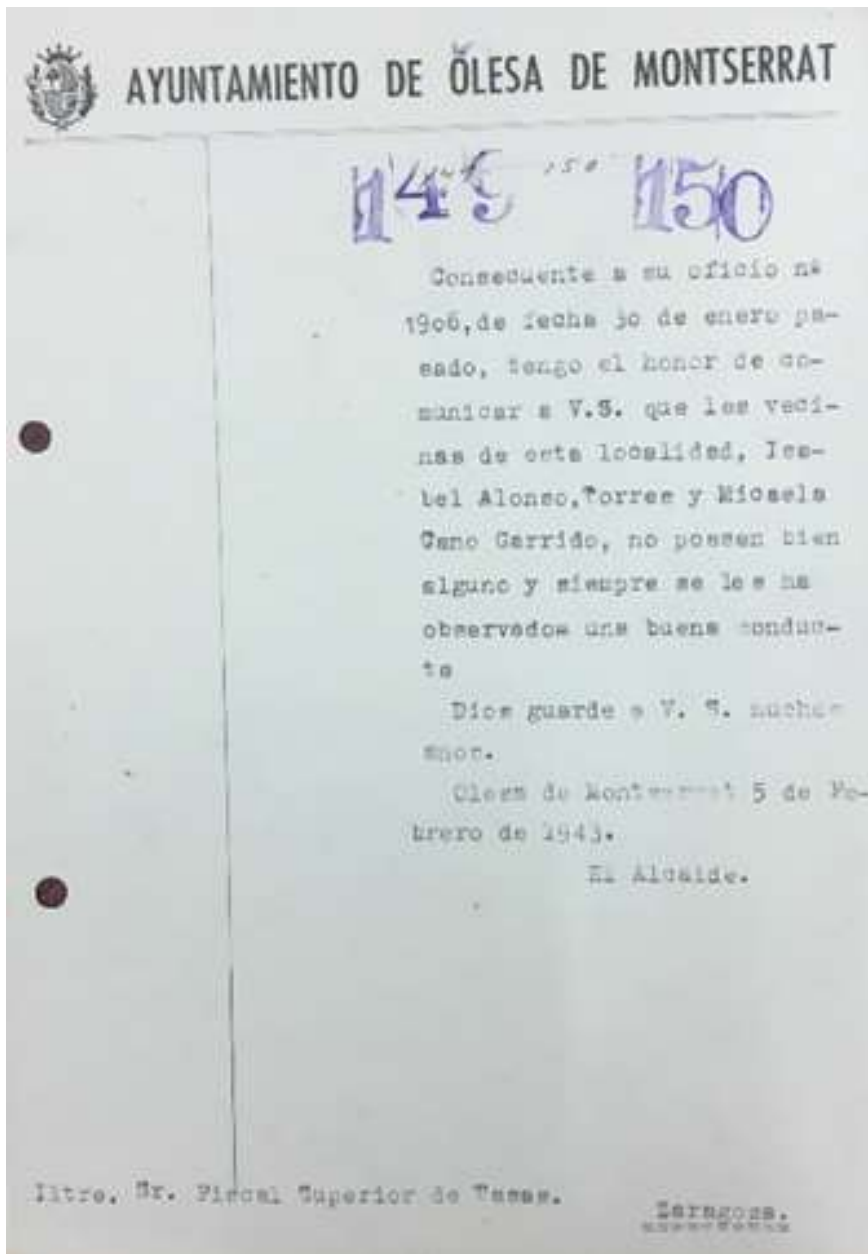 AYUNTAMIENTO DE OLESA DE MONTSERRAT
149 150 150
Consecuente a su oficio nº
1906, de fecha 30 de enero pa-
sado, tengo el honor de co-
municar a V.S. que las veci-
nas de esta localidad, Isa-
bel Alonso, Torres y Micaela
Cano Garrido, no poseen bien
alguno y siempre se les ha
observados una buena conduc-
ta
Dios guarde a V. S. muchos
años.
Olesa de Montserrat 5 de Fe-
brero de 1943.
El Alcalde.
Iltre. Sr. Fiscal Superior de Tasas.
Zaragoza.